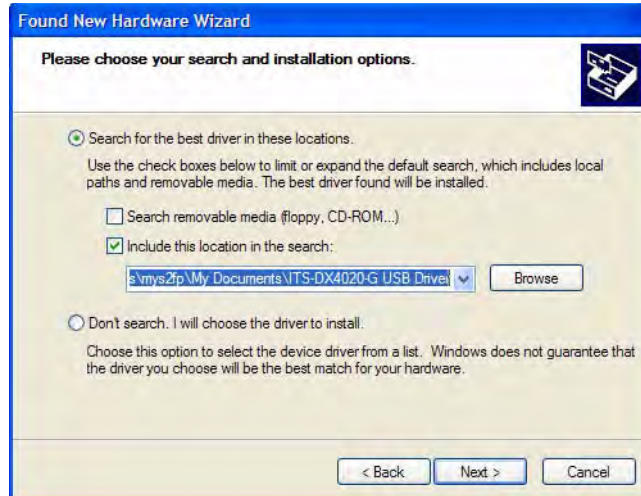 Found New Hardware Wizard
Please choose your search and installation options.
Search for the best driver in these locations.
Use the check boxes below to limit or expand the default search, which includes local
paths and removable media. The best driver found will be installed.
Search removable media (floppy, CD-ROM...)
Include this location in the search:
s\mys2fp\My Documents\ITS-DX4020-G USB Driver
Browse
Don't search. I will choose the driver to install.
Choose this option to select the device driver from a list. Windows does not guarantee that
the driver you choose will be the best match for your hardware.
< Back
Next >
Cancel